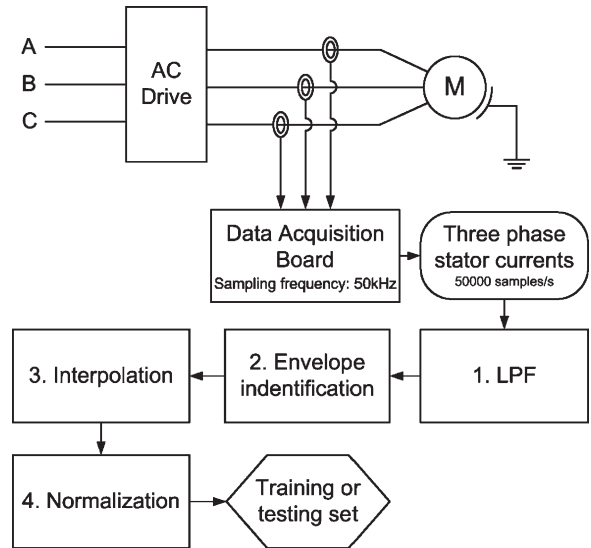 A
B
C
AC
Drive
M
Data Acquisition
Board
Sampling frequency: 50kHz
Three phase
stator currents
50000 samples/s
3. Interpolation
2. Envelope
indentification
1. LPF
4. Normalization
Training or
testing set